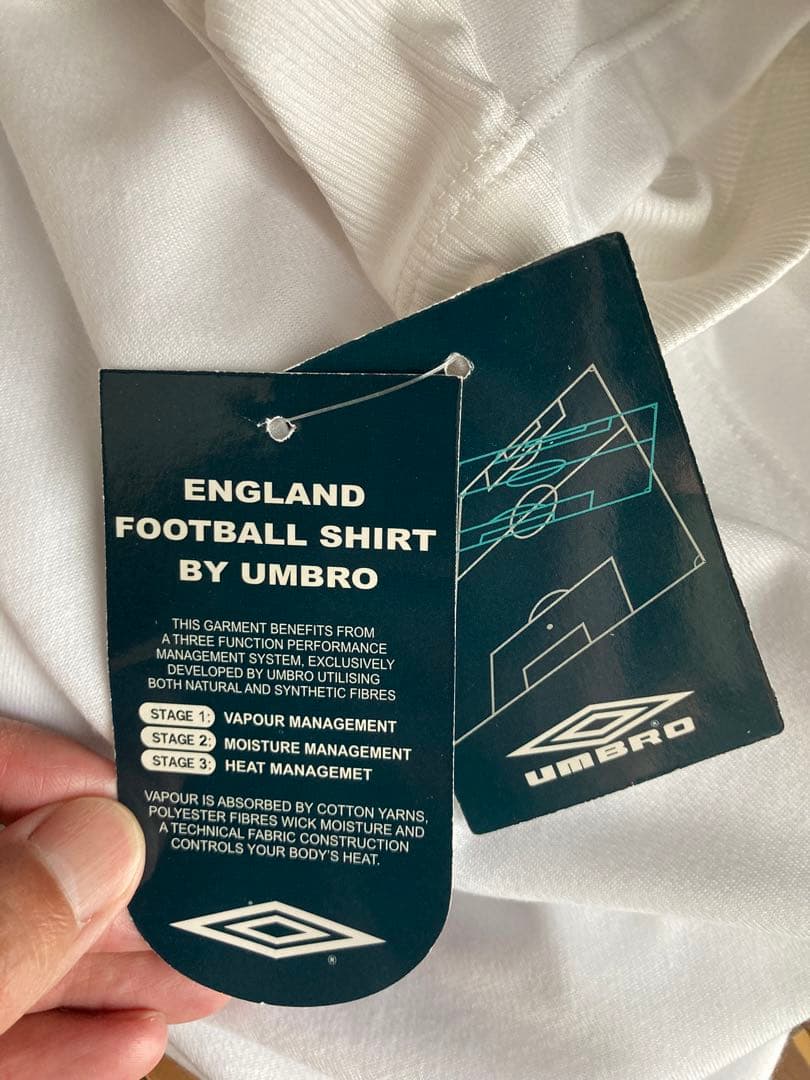 ENGLAND
FOOTBALL SHIRT
BY UMBRO
THIS GARMENT BENEFITS FROM
A THREE FUNCTION PERFORMANCE
MANAGEMENT SYSTEM, EXCLUSIVELY
DEVELOPED BY UMBRO UTILISING
BOTH NATURAL AND SYNTHETIC FIBRES
STAGE 1: VAPOUR MANAGEMENT
STAGE 2: MOISTURE MANAGEMENT
STAGE 3: HEAT MANAGEMET
VAPOUR IS ABSORBED BY COTTON YARNS,
POLYESTER FIBRES WICK MOISTURE AND
A TECHNICAL FABRIC CONSTRUCTION
CONTROLS YOUR BODY'S HEAT.
®
®
UMBRO